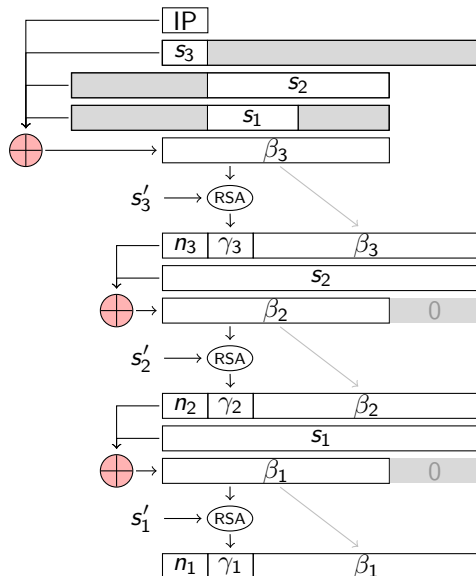 IP
s₃
s₂
s₁
β₃
s′₃ RSA
n₃ γ₃ β₃
s₂
β₂ 0
s′₂ RSA
n₂ γ₂ β₂
s₁
β₁ 0
s′₁ RSA
n₁ γ₁ β₁